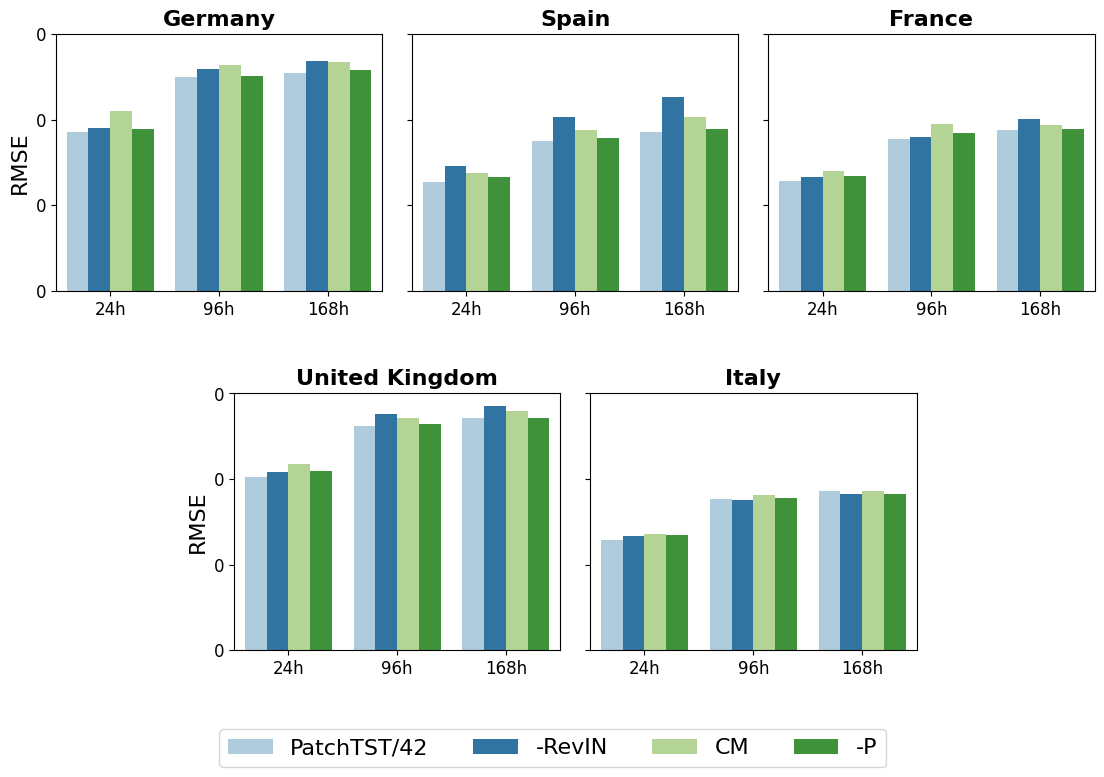 Germany Spain France
0
0
RMSE
0
0
24h 96h 168h 24h 96h 168h 24h 96h 168h
United Kingdom Italy
0
0
RMSE
0
0
24h 96h 168h 24h 96h 168h
PatchTST/42 -RevIN CM -P